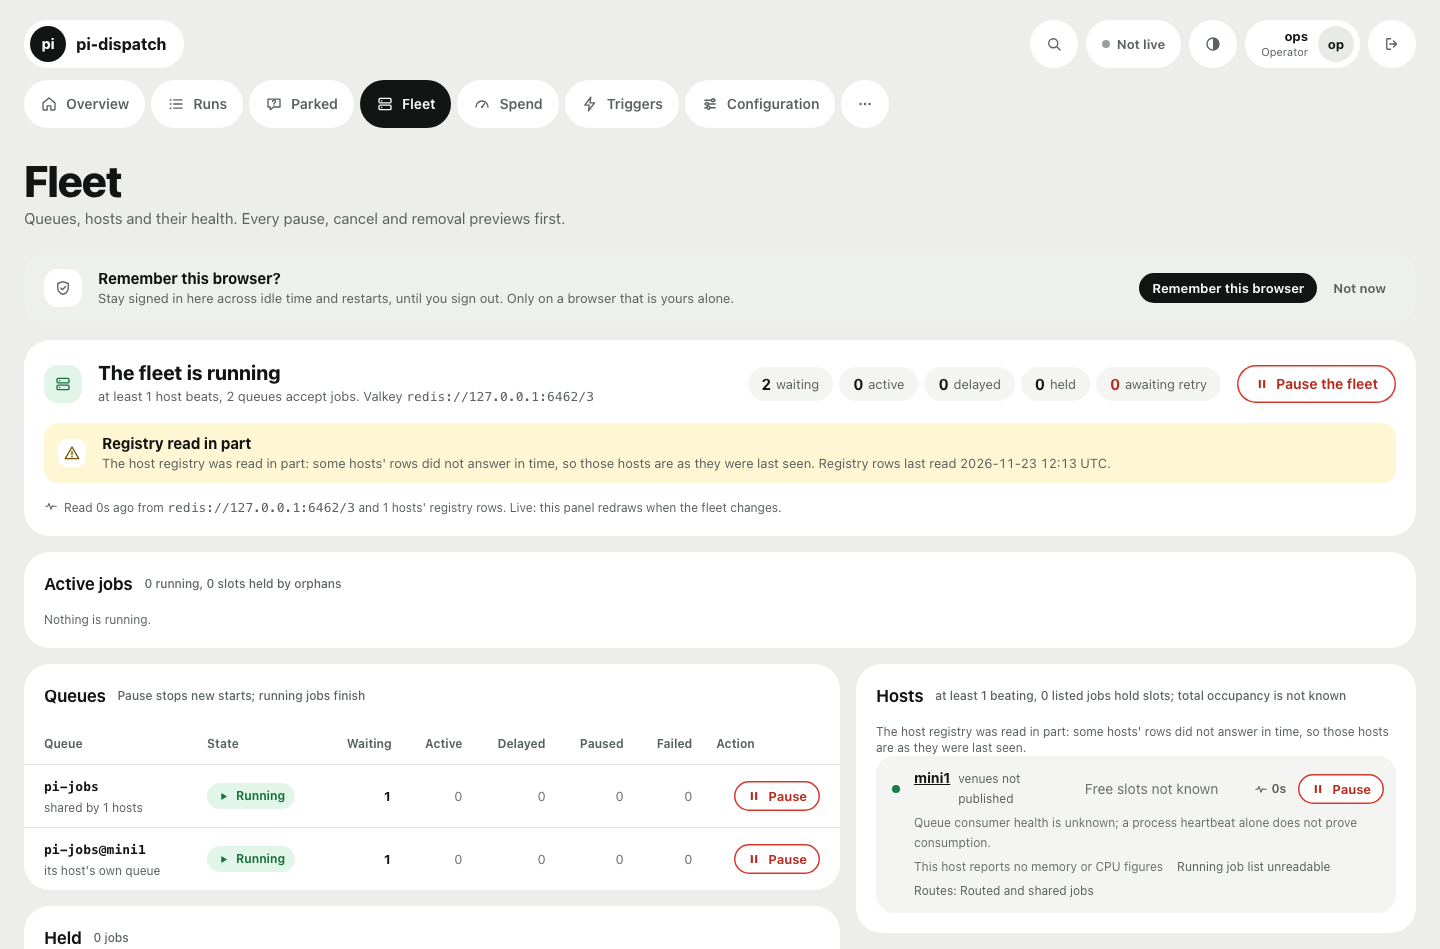 pi pi-dispatch
Not live
ops
Operator
op
Overview
Runs
Parked
Fleet
Spend
Triggers
Configuration
Fleet
Queues, hosts and their health. Every pause, cancel and removal previews first.
Remember this browser?
Stay signed in here across idle time and restarts, until you sign out. Only on a browser that is yours alone.
Remember this browser
Not now
The fleet is running
at least 1 host beats, 2 queues accept jobs. Valkey redis://127.0.0.1:6462/3
2 waiting
0 active
0 delayed
0 held
0 awaiting retry
Pause the fleet
Registry read in part
The host registry was read in part: some hosts' rows did not answer in time, so those hosts are as they were last seen. Registry rows last read 2026-11-23 12:13 UTC.
Read 0s ago from redis://127.0.0.1:6462/3 and 1 hosts' registry rows. Live: this panel redraws when the fleet changes.
Active jobs 0 running, 0 slots held by orphans
Nothing is running.
Queues Pause stops new starts; running jobs finish
Queue State Waiting Active Delayed Paused Failed Action
pi-jobs
shared by 1 hosts
Running 1 0 0 0 0 Pause
pi-jobs@mini1
its host's own queue
Running 1 0 0 0 0 Pause
Held 0 jobs
Hosts at least 1 beating, 0 listed jobs hold slots; total occupancy is not known
The host registry was read in part: some hosts' rows did not answer in time, so those hosts
are as they were last seen.
mini1 venues not
published
Free slots not known
0s
Pause
Queue consumer health is unknown; a process heartbeat alone does not prove
consumption.
This host reports no memory or CPU figures Running job list unreadable
Routes: Routed and shared jobs